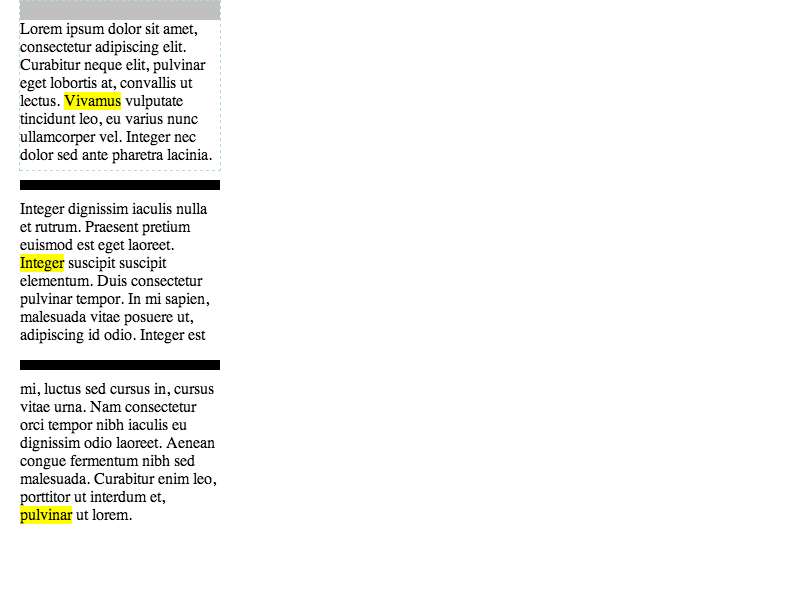 Lorem ipsum dolor sit amet,
consectetur adipiscing elit.
Curabitur neque elit, pulvinar
eget lobortis at, convallis ut
lectus. Vivamus vulputate
tincidunt leo, eu varius nunc
ullamcorper vel. Integer nec
dolor sed ante pharetra lacinia.
Integer dignissim iaculis nulla
et rutrum. Praesent pretium
euismod est eget laoreet.
Integer suscipit suscipit
elementum. Duis consectetur
pulvinar tempor. In mi sapien,
malesuada vitae posuere ut,
adipiscing id odio. Integer est
mi, luctus sed cursus in, cursus
vitae urna. Nam consectetur
orci tempor nibh iaculis eu
dignissim odio laoreet. Aenean
congue fermentum nibh sed
malesuada. Curabitur enim leo,
porttitor ut interdum et,
pulvinar ut lorem.